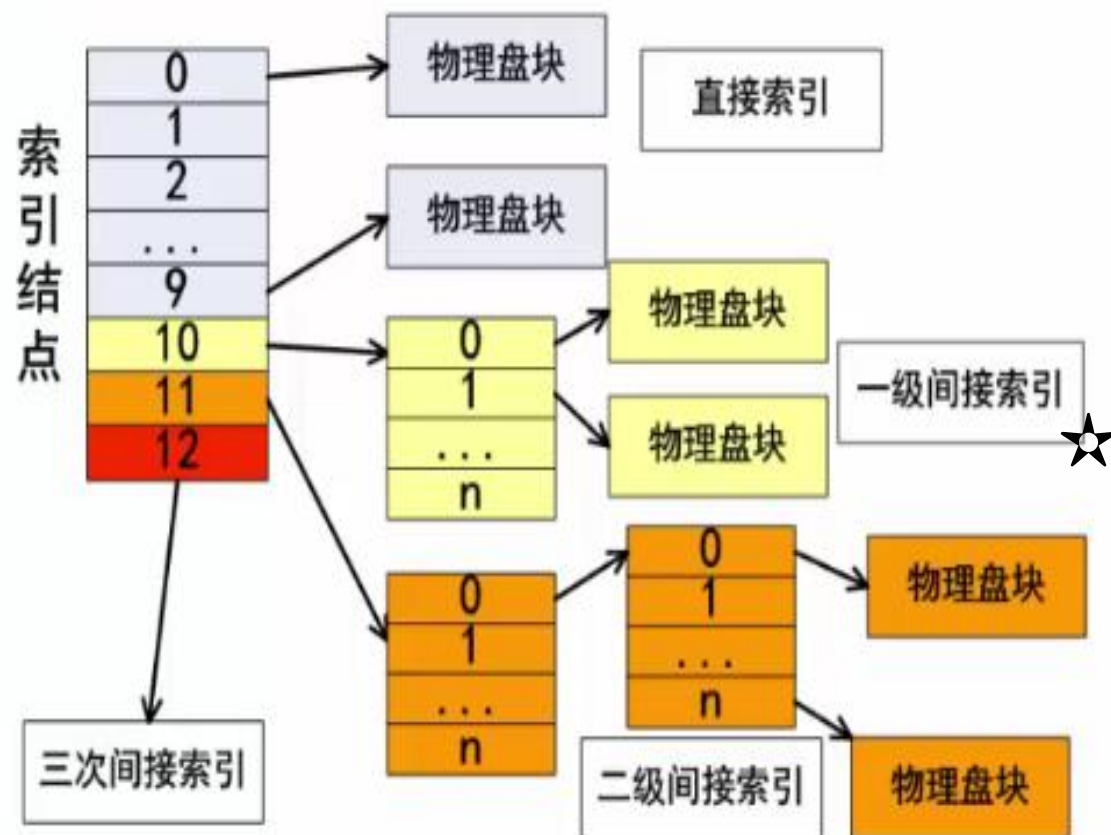 索引结点
0
1
2
...
9
10
11
12
物理盘块
直接索引
物理盘块
0
1
...
n
物理盘块
物理盘块
一级间接索引
0
1
...
n
0
1
...
n
物理盘块
物理盘块
二级间接索引
三次间接索引